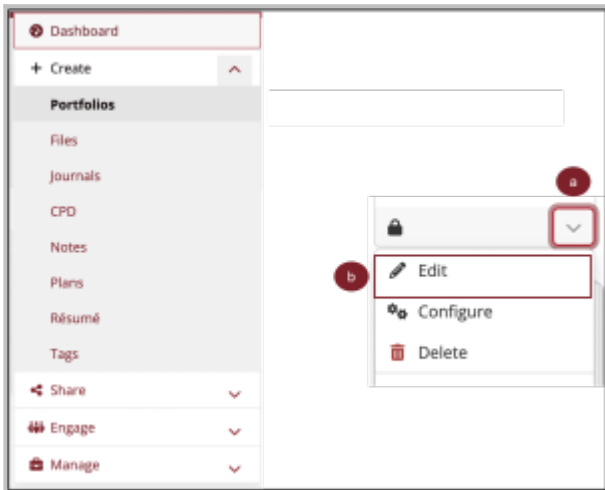 Dashboard
+ Create
Portfolios
Files
Journals
CPD
Notes
Plans
Résumé
Tags
Share
Engage
Manage
a
b
Edit
Configure
Delete